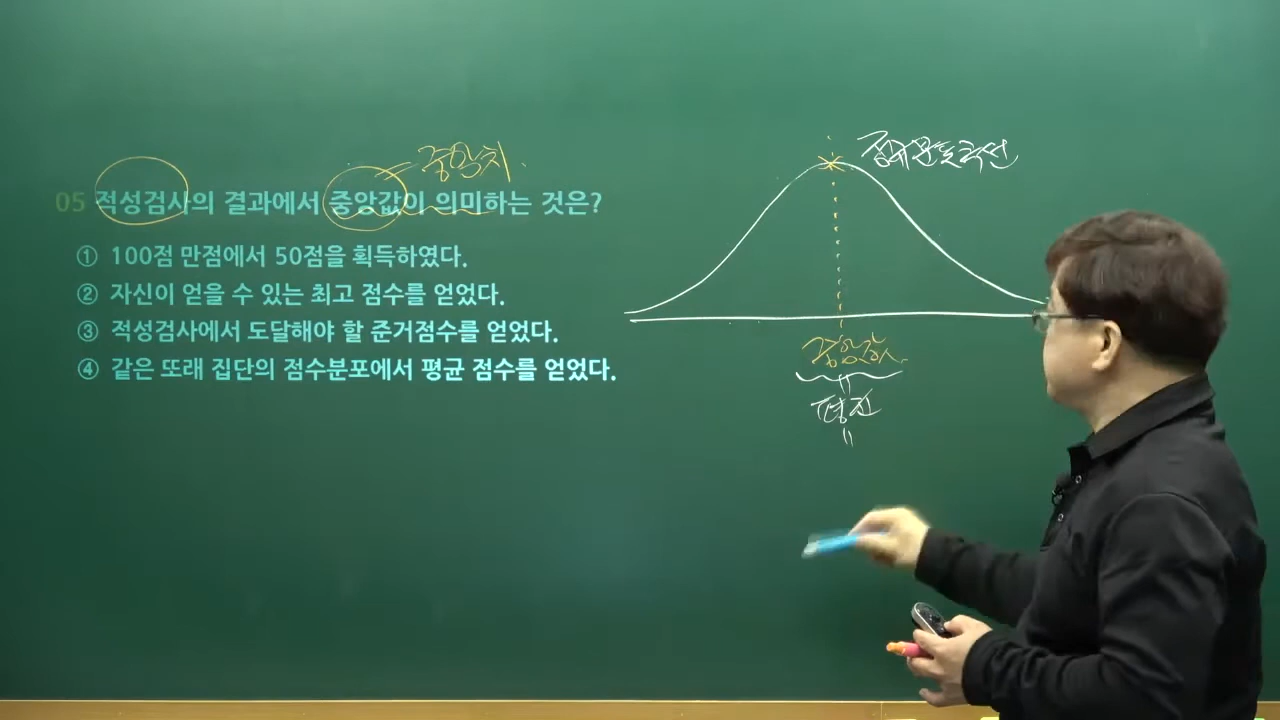 = 중앙치.
05 적성검사의 결과에서 중앙값이 의미하는 것은?
① 100점 만점에서 50점을 획득하였다.
② 자신이 얻을 수 있는 최고 점수를 얻었다.
③ 적성검사에서 도달해야 할 준거점수를 얻었다.
④ 같은 또래 집단의 점수분포에서 평균 점수를 얻었다.
정규분포곡선
중앙값